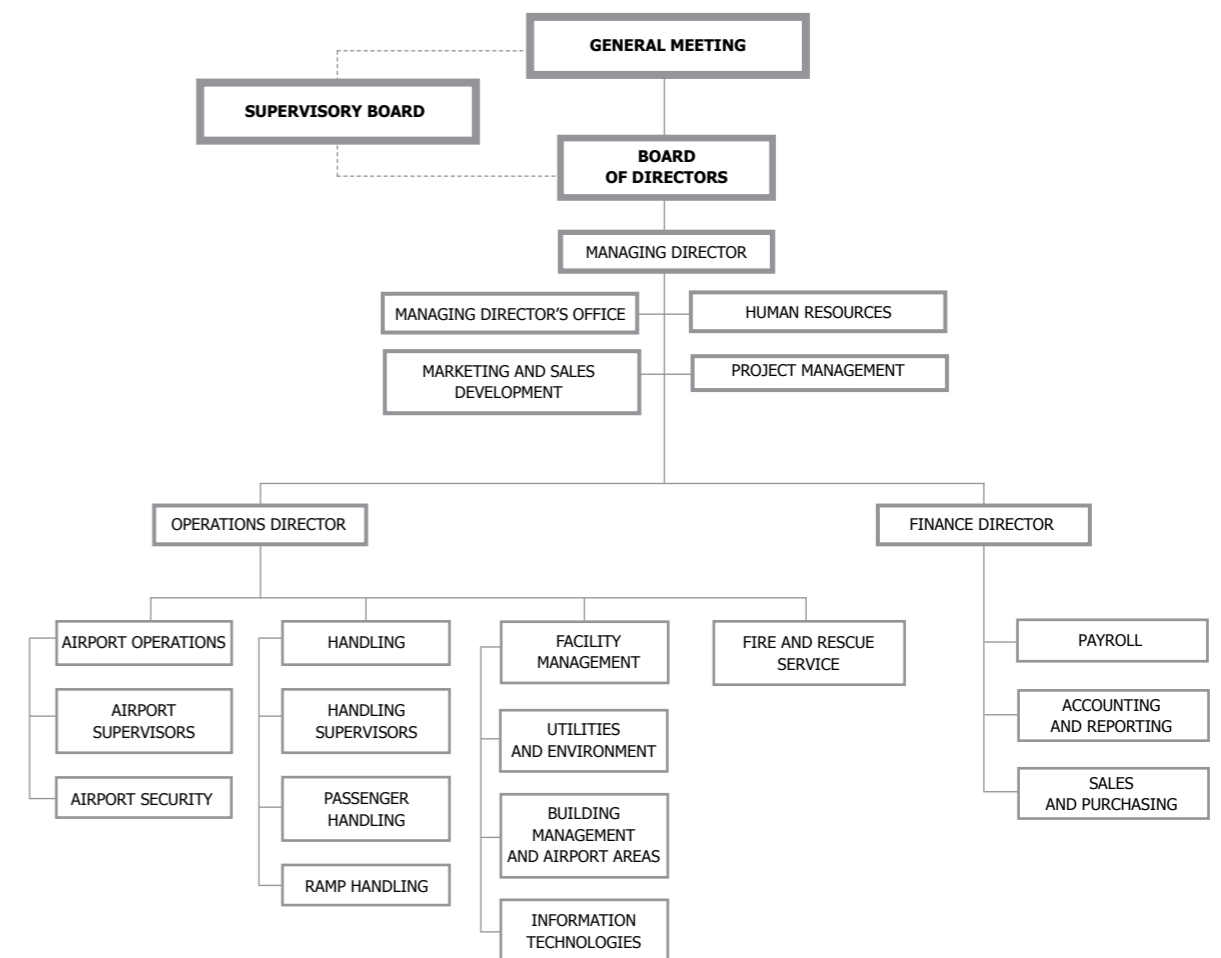 GENERAL MEETING
SUPERVISORY BOARD
BOARD
OF DIRECTORS
MANAGING DIRECTOR
MANAGING DIRECTOR'S OFFICE
HUMAN RESOURCES
MARKETING AND SALES
DEVELOPMENT
PROJECT MANAGEMENT
OPERATIONS DIRECTOR
FINANCE DIRECTOR
AIRPORT OPERATIONS
AIRPORT
SUPERVISORS
AIRPORT SECURITY
HANDLING
HANDLING
SUPERVISORS
PASSENGER
HANDLING
RAMP HANDLING
FACILITY
MANAGEMENT
UTILITIES
AND ENVIRONMENT
BUILDING
MANAGEMENT
AND AIRPORT AREAS
INFORMATION
TECHNOLOGIES
FIRE AND RESCUE
SERVICE
PAYROLL
ACCOUNTING
AND REPORTING
SALES
AND PURCHASING